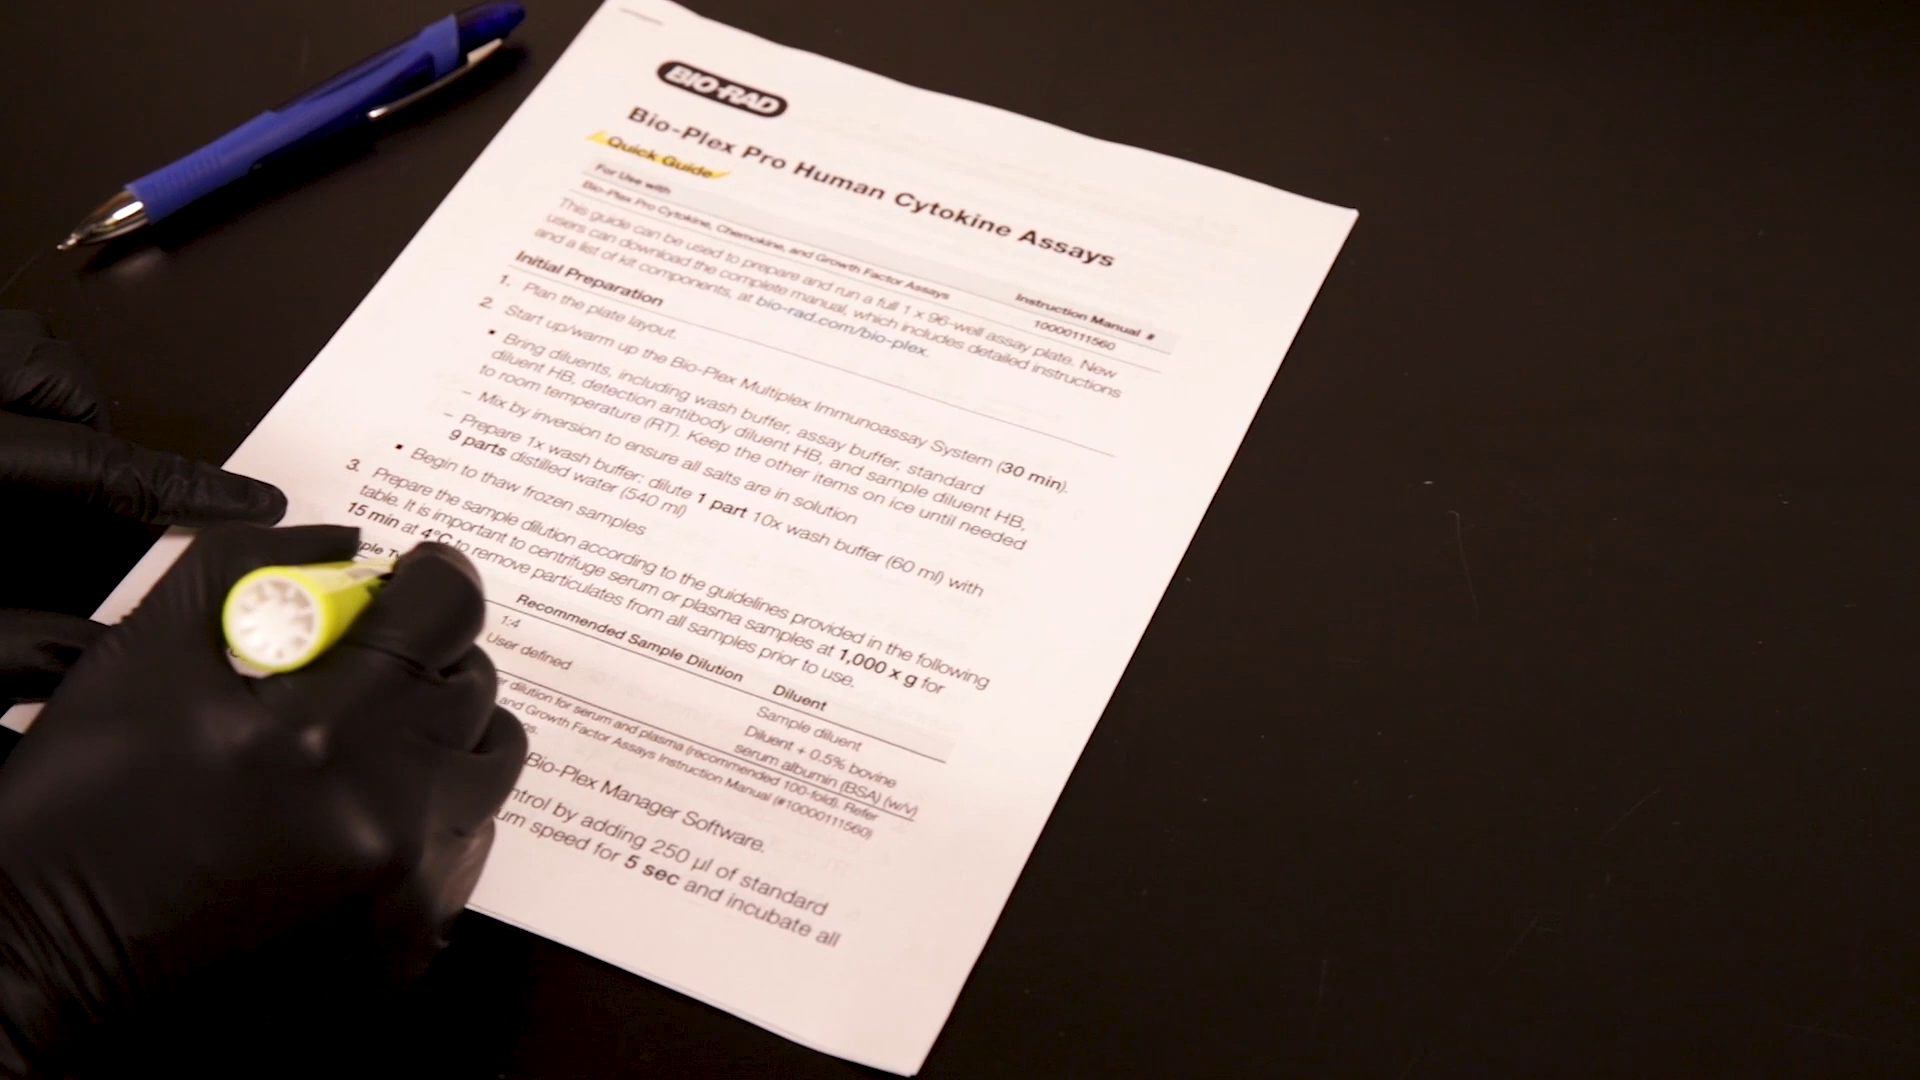 BIO-RAD
Bio-Plex Pro Human Cytokine Assays
Quick Guide
For Use with
Instruction Manual #
Bio-Plex Pro Cytokine, Chemokine, and Growth Factor Assays
10000111560
This guide can be used to prepare and run a full 1 x 96-well assay plate. New
users can download the complete manual, which includes detailed instructions
and a list of kit components, at bio-rad.com/bio-plex.
Initial Preparation
1. Plan the plate layout.
2. Start up/warm up the Bio-Plex Multiplex Immunoassay System (30 min).
▪ Bring diluents, including wash buffer, assay buffer, standard
diluent HB, detection antibody diluent HB, and sample diluent HB,
to room temperature (RT). Keep the other items on ice until needed
– Mix by inversion to ensure all salts are in solution
– Prepare 1x wash buffer: dilute 1 part 10x wash buffer (60 ml) with
9 parts distilled water (540 ml)
▪ Begin to thaw frozen samples
3. Prepare the sample dilution according to the guidelines provided in the following
table. It is important to centrifuge serum or plasma samples at 1,000 x g for
15 min at 4°C to remove particulates from all samples prior to use.
Recommended Sample Dilution
Diluent
1:4
Sample diluent
User defined
Diluent + 0.5% bovine
serum albumin (BSA) (w/v)
dilution for serum and plasma (recommended 100-fold). Refer
and Growth Factor Assays Instruction Manual (#10000111560)
Bio-Plex Manager Software.
ntrol by adding 250 µl of standard
um speed for 5 sec and incubate all